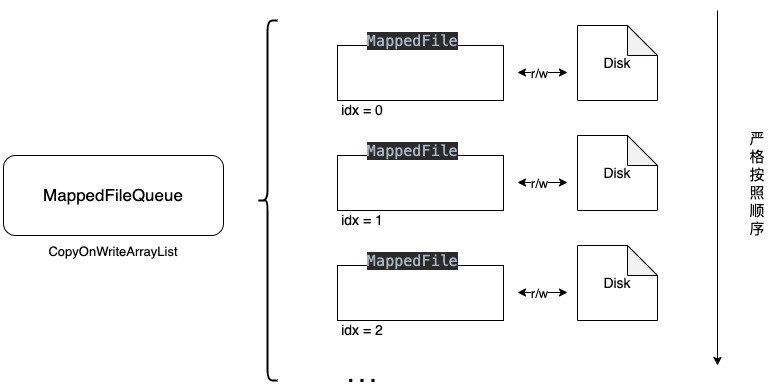 MappedFileQueue
CopyOnWriteArrayList
MappedFile
idx = 0
r/w
Disk
MappedFile
idx = 1
r/w
Disk
MappedFile
idx = 2
r/w
Disk
...
严格按照顺序